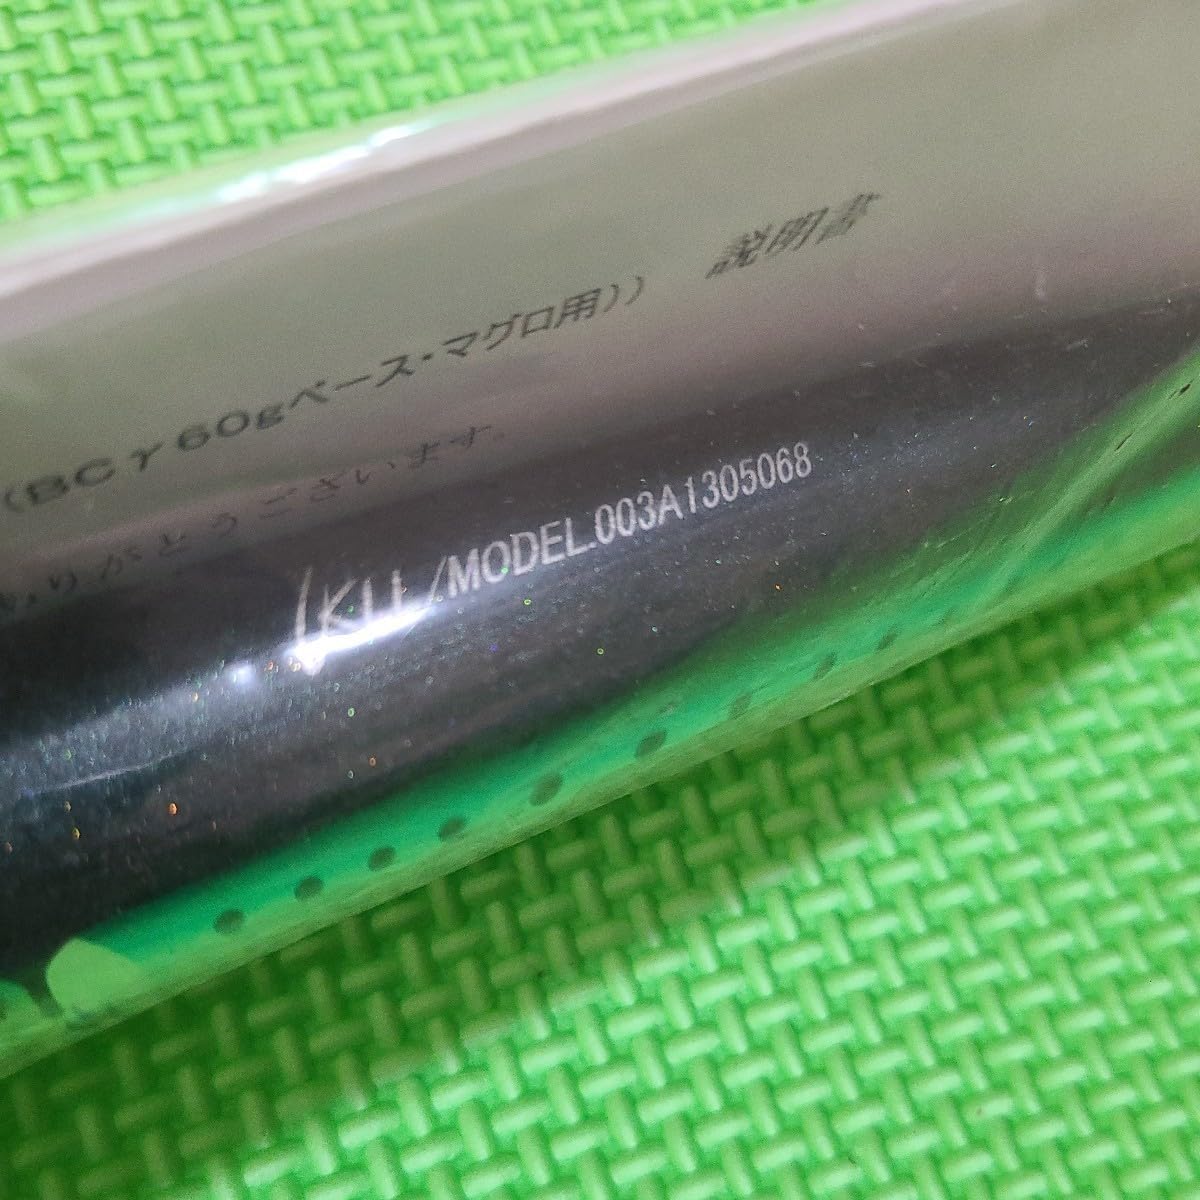 (BCγ60gベース・マグロ用)) 説明書
ありがとうございます。
/MODEL.003A1305068